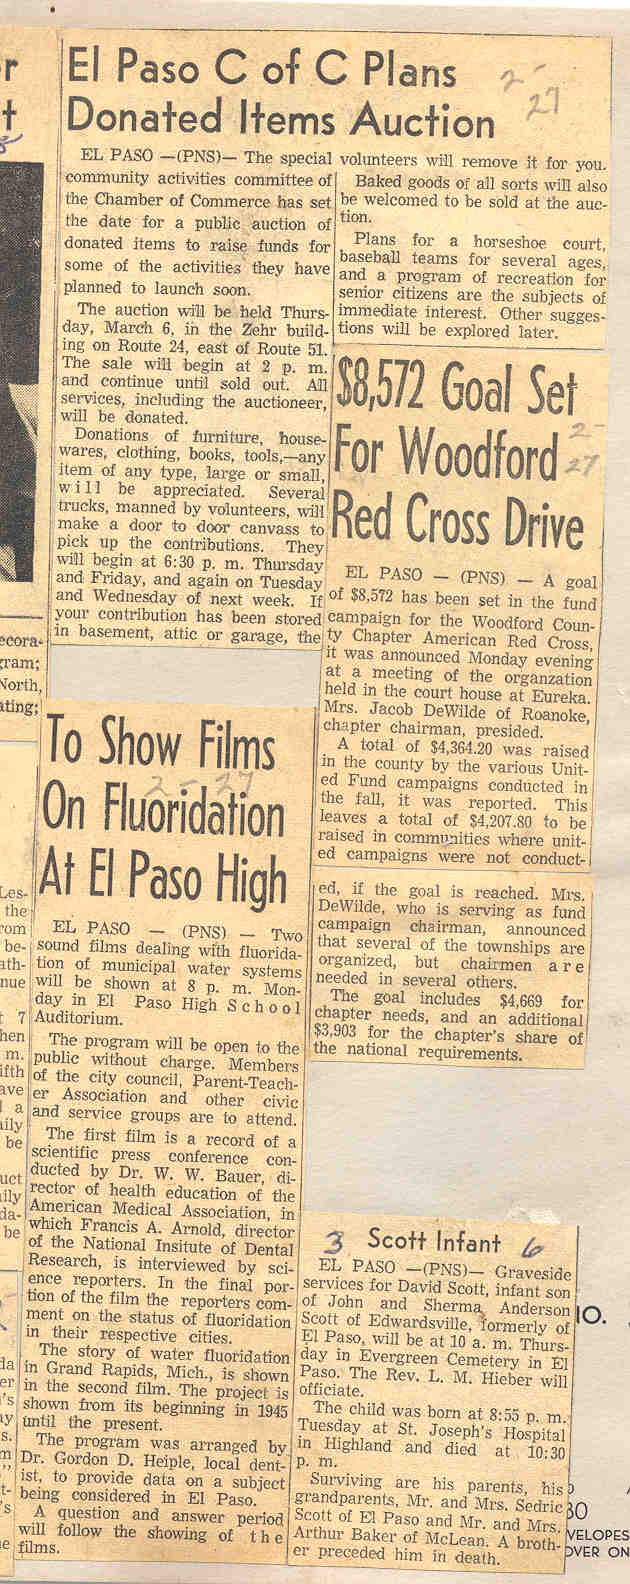 El Paso C of C Plans
Donated Items Auction
2-
27
EL PASO —(PNS)— The special
community activities committee of
the Chamber of Commerce has set
the date for a public auction of
donated items to raise funds for
some of the activities they have
planned to launch soon.
The auction will be held Thurs-
day, March 6, in the Zehr build-
ing on Route 24, east of Route 51.
The sale will begin at 2 p. m.
and continue until sold out. All
services, including the auctioneer,
will be donated.
Donations of furniture, house-
wares, clothing, books, tools,—any
item of any type, large or small,
will be appreciated. Several
trucks, manned by volunteers, will
make a door to door canvass to
pick up the contributions. They
will begin at 6:30 p. m. Thursday
and Friday, and again on Tuesday
and Wednesday of next week. If
your contribution has been stored
in basement, attic or garage, the
volunteers will remove it for you.
Baked goods of all sorts will also
be welcomed to be sold at the auc-
tion.
Plans for a horseshoe court,
baseball teams for several ages,
and a program of recreation for
senior citizens are the subjects of
immediate interest. Other sugges-
tions will be explored later.
$8,572 Goal Set
For Woodford
Red Cross Drive
2-
27
EL PASO — (PNS) — A goal
of $8,572 has been set in the fund
campaign for the Woodford Coun-
ty Chapter American Red Cross,
it was announced Monday evening
at a meeting of the organzation
held in the court house at Eureka.
Mrs. Jacob DeWilde of Roanoke,
chapter chairman, presided.
A total of $4,364.20 was raised
in the county by the various Unit-
ed Fund campaigns conducted in
the fall, it was reported. This
leaves a total of $4,207.80 to be
raised in communities where unit-
ed campaigns were not conduct-
ed, if the goal is reached. Mrs.
DeWilde, who is serving as fund
campaign chairman, announced
that several of the townships are
organized, but chairmen are
needed in several others.
The goal includes $4,669 for
chapter needs, and an additional
$3,903 for the chapter's share of
the national requirements.
To Show Films
2-27
On Fluoridation
At El Paso High
EL PASO — (PNS) — Two
sound films dealing with fluorida-
tion of municipal water systems
will be shown at 8 p. m. Mon-
day in El Paso High School
Auditorium.
The program will be open to the
public without charge. Members
of the city council, Parent-Teach-
er Association and other civic
and service groups are to attend.
The first film is a record of a
scientific press conference con-
ducted by Dr. W. W. Bauer, di-
rector of health education of the
American Medical Association, in
which Francis A. Arnold, director
of the National Insitute of Dental
Research, is interviewed by sci-
ence reporters. In the final por-
tion of the film the reporters com-
ment on the status of fluoridation
in their respective cities.
The story of water fluoridation
in Grand Rapids, Mich., is shown
in the second film. The project is
shown from its beginning in 1945
until the present.
The program was arranged by
Dr. Gordon D. Heiple, local dent-
ist, to provide data on a subject
being considered in El Paso.
A question and answer period
will follow the showing of the
films.
3 Scott Infant 6
EL PASO —(PNS)— Graveside
services for David Scott, infant son
of John and Sherma Anderson
Scott of Edwardsville, formerly of
El Paso, will be at 10 a. m. Thurs-
day in Evergreen Cemetery in El
Paso. The Rev. L. M. Hieber will
officiate.
The child was born at 8:55 p. m.
Tuesday at St. Joseph's Hospital
in Highland and died at 10:30
p. m.
Surviving are his parents, his
grandparents, Mr. and Mrs. Sedric
Scott of El Paso and Mr. and Mrs.
Arthur Baker of McLean. A broth-
er preceded him in death.